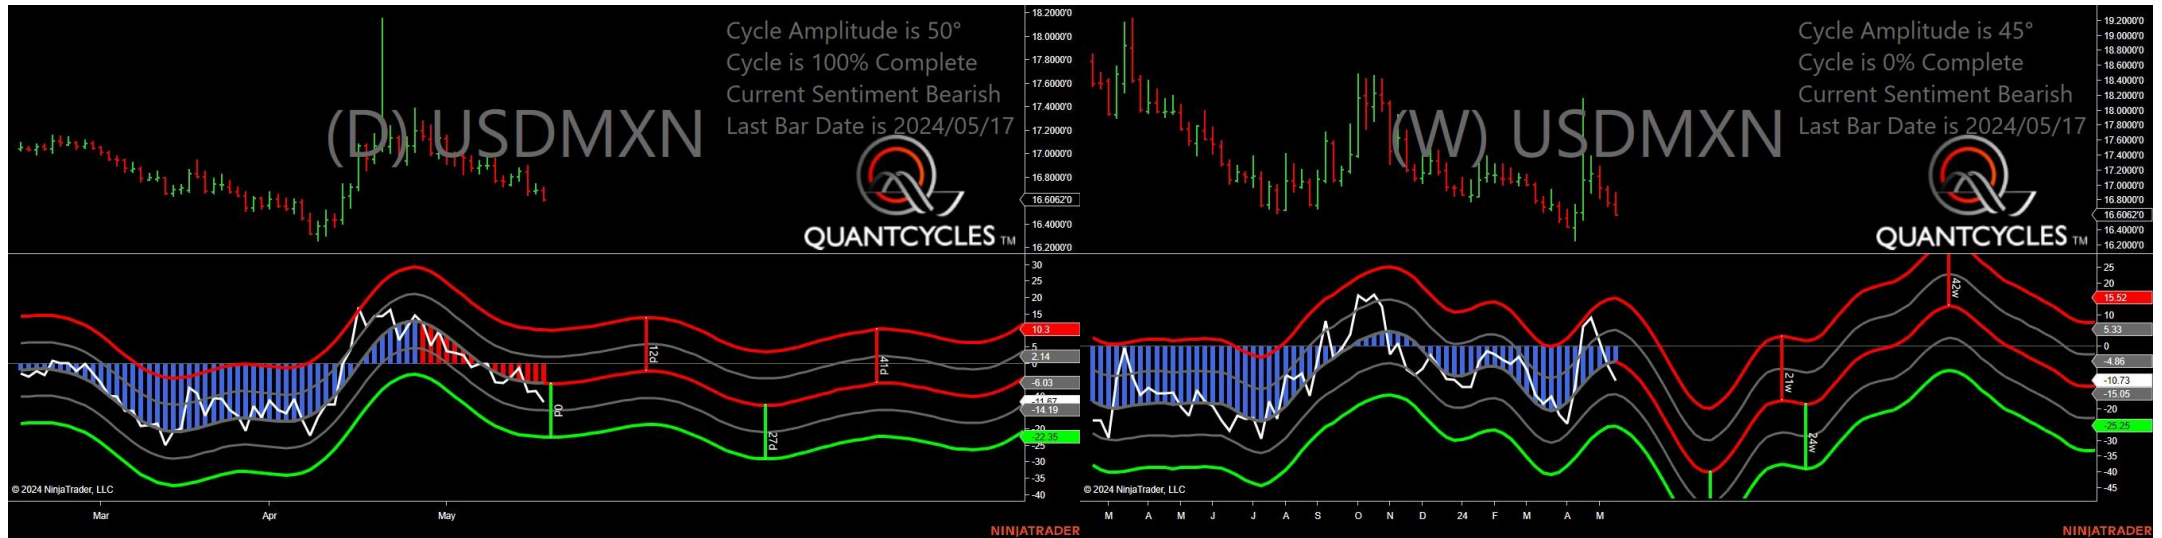 Cycle Amplitude is 50°
Cycle is 100% Complete
Current Sentiment Bearish
Last Bar Date is 2024/05/17
(D) USDMXN
QUANTCYCLES TM
18.2000'0
18.0000'0
17.8000'0
17.6000'0
17.4000'0
17.2000'0
17.0000'0
16.8000'0
16.6062'0
16.4000'0
16.2000'0
30
25
20
15
10.3
5
2.14
0
-6.03
-11.67
-14.19
-22.35
-25
-30
-35
-40
0d
12d
27d
41d
© 2024 NinjaTrader, LLC
Mar
Apr
May
NINJATRADER
Cycle Amplitude is 45°
Cycle is 0% Complete
Current Sentiment Bearish
Last Bar Date is 2024/05/17
(W) USDMXN
QUANTCYCLES TM
19.2000'0
19.0000'0
18.8000'0
18.6000'0
18.4000'0
18.2000'0
18.0000'0
17.8000'0
17.6000'0
17.4000'0
17.2000'0
17.0000'0
16.8000'0
16.6062'0
16.4000'0
16.2000'0
25
20
15.52
5.33
0
-4.86
-10.73
-15.05
-20
-25.25
-30
-35
-40
-45
21w
24w
42w
© 2024 NinjaTrader, LLC
M
A
M
J
J
A
S
O
N
D
24
F
M
A
M
NINJATRADER